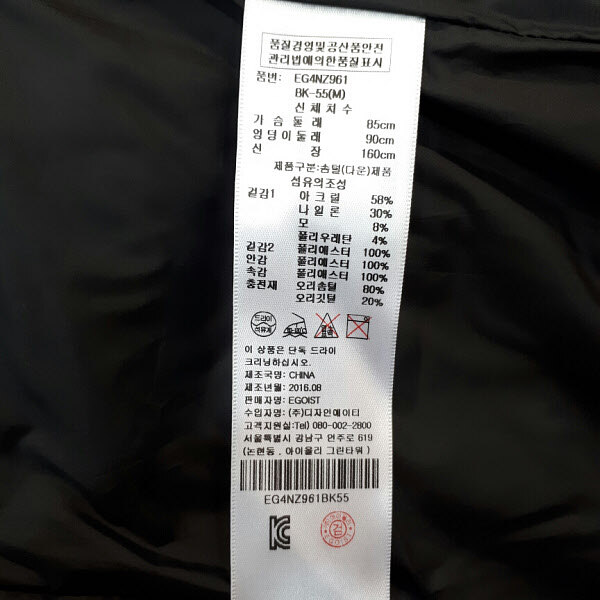 품질경영및공산품안전
관리법에의한품질표시
품번: EG4NZ961
BK-55(M)
신체치수
가슴둘레 85cm
엉덩이둘레 90cm
신장 160cm
제품구분:솜털(다운)제품
섬유의조성
겉감1 아크릴 58%
나일론 30%
모 8%
폴리우레탄 4%
겉감2 폴리에스터 100%
안감 폴리에스터 100%
속감 폴리에스터 100%
충전재 오리솜털 80%
오리깃털 20%
드라이
석유계
이 상품은 단독 드라이
크리닝하십시오.
제조국명: CHINA
제조년월: 2016.08
판매자명: EGOIST
수입자명: (주)디자인에이티
고객지원실:Tel) 080-002-2800
서울특별시 강남구 언주로 619
(논현동, 아이올리 그린타워)
EG4NZ961BK55
검